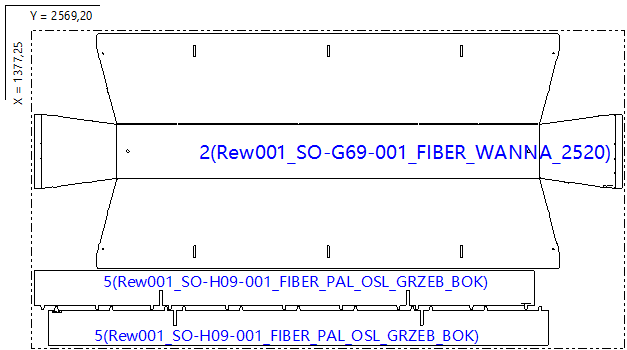 Y = 2569,20
X = 1377,25
2(Rew001_SO-G69-001_FIBER_WANNA_2520)
5(Rew001_SO-H09-001_FIBER_PAL_OSL_GRZEB_BOK)
5(Rew001_SO-H09-001_FIBER_PAL_OSL_GRZEB_BOK)